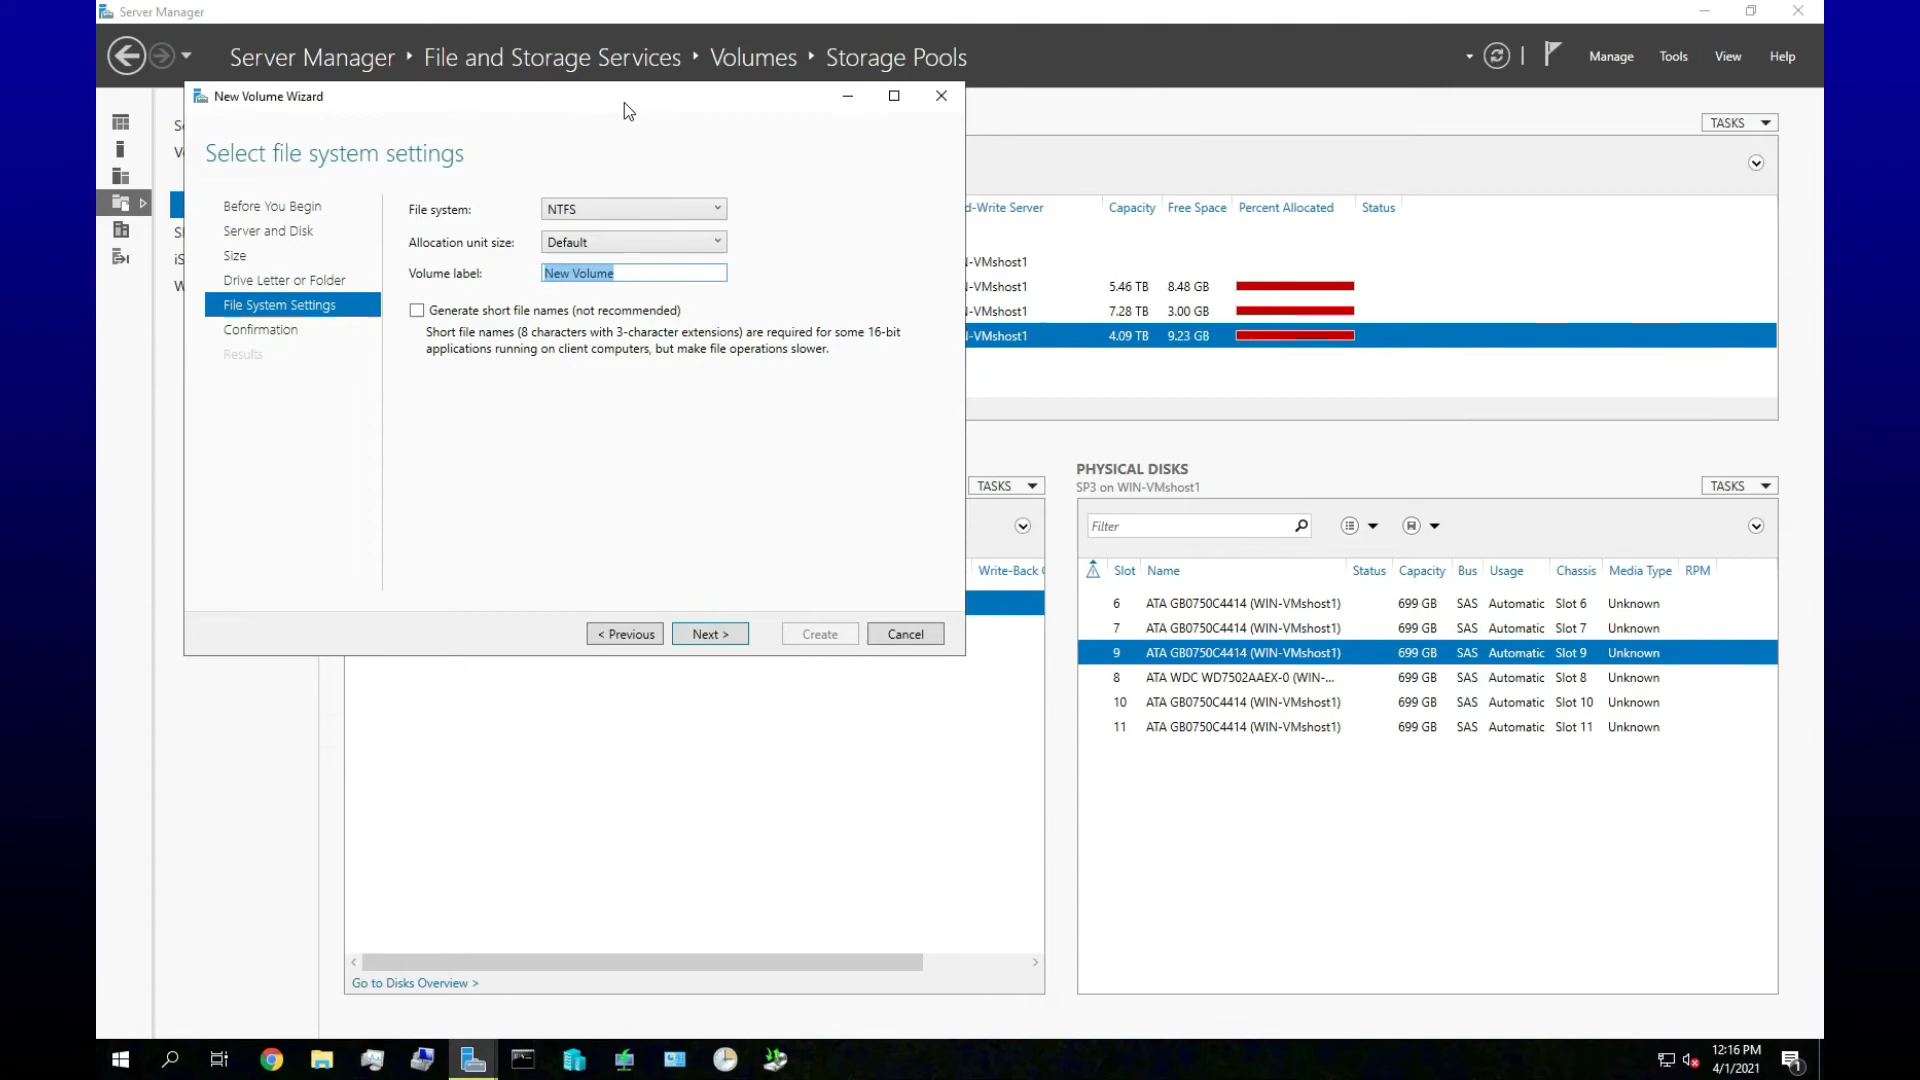 Server Manager
Server Manager ‣ File and Storage Services ‣ Volumes ‣ Storage Pools
Manage Tools View Help
New Volume Wizard
Select file system settings
Before You Begin
Server and Disk
Size
Drive Letter or Folder
File System Settings
Confirmation
Results
File system: NTFS
Allocation unit size: Default
Volume label: New Volume
Generate short file names (not recommended)
Short file names (8 characters with 3-character extensions) are required for some 16-bit
applications running on client computers, but make file operations slower.
< Previous Next > Create Cancel
TASKS
d-Write Server Capacity Free Space Percent Allocated Status
N-VMshost1
N-VMshost1 5.46 TB 8.48 GB
N-VMshost1 7.28 TB 3.00 GB
N-VMshost1 4.09 TB 9.23 GB
TASKS
Write-Back
Go to Disks Overview >
PHYSICAL DISKS
SP3 on WIN-VMshost1
TASKS
Filter
Slot Name Status Capacity Bus Usage Chassis Media Type RPM
6 ATA GB0750C4414 (WIN-VMshost1) 699 GB SAS Automatic Slot 6 Unknown
7 ATA GB0750C4414 (WIN-VMshost1) 699 GB SAS Automatic Slot 7 Unknown
9 ATA GB0750C4414 (WIN-VMshost1) 699 GB SAS Automatic Slot 9 Unknown
8 ATA WDC WD7502AAEX-0 (WIN-... 699 GB SAS Automatic Slot 8 Unknown
10 ATA GB0750C4414 (WIN-VMshost1) 699 GB SAS Automatic Slot 10 Unknown
11 ATA GB0750C4414 (WIN-VMshost1) 699 GB SAS Automatic Slot 11 Unknown
12:16 PM
4/1/2021
1